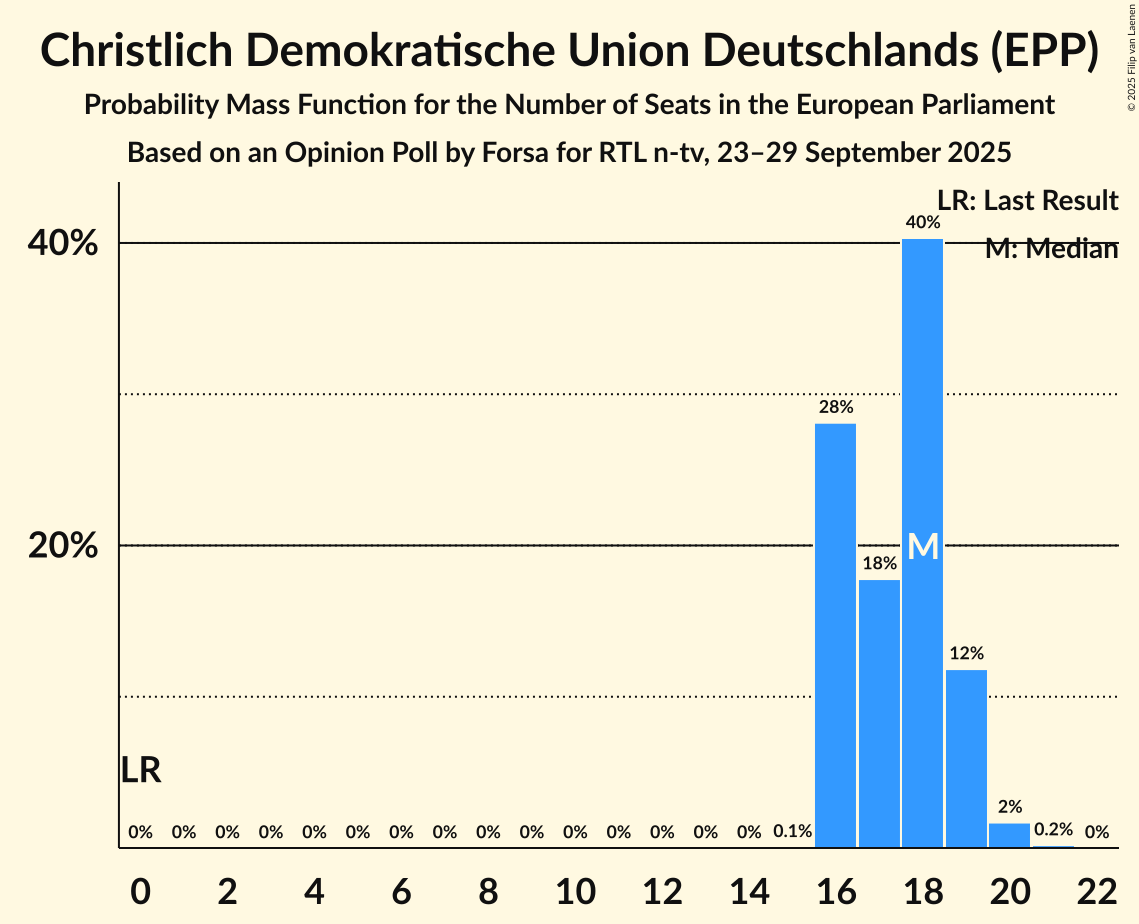 Christlich Demokratische Union Deutschlands (EPP)
Probability Mass Function for the Number of Seats in the European Parliament
Based on an Opinion Poll by Forsa for RTL n-tv, 23–29 September 2025
© 2025 Filip van Laenen
LR: Last Result
M: Median
40%
40%
28%
20%
M
18%
12%
LR
0% 0% 0% 0% 0% 0% 0% 0% 0% 0% 0% 0% 0% 0% 0% 0.1% 2% 0.2% 0%
0 2 4 6 8 10 12 14 16 18 20 22